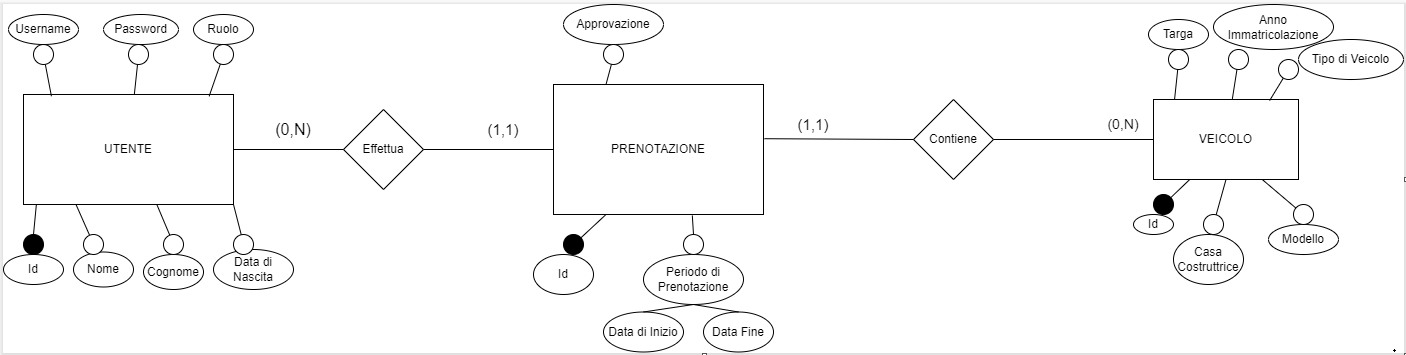 Username
Password
Ruolo
Approvazione
Targa
Anno
Immatricolazione
Tipo di Veicolo
UTENTE
(0,N)
Effettua
(1,1)
PRENOTAZIONE
(1,1)
Contiene
(0,N)
VEICOLO
Id
Nome
Cognome
Data di
Nascita
Id
Periodo di
Prenotazione
Data di Inizio
Data Fine
Id
Casa
Costruttrice
Modello